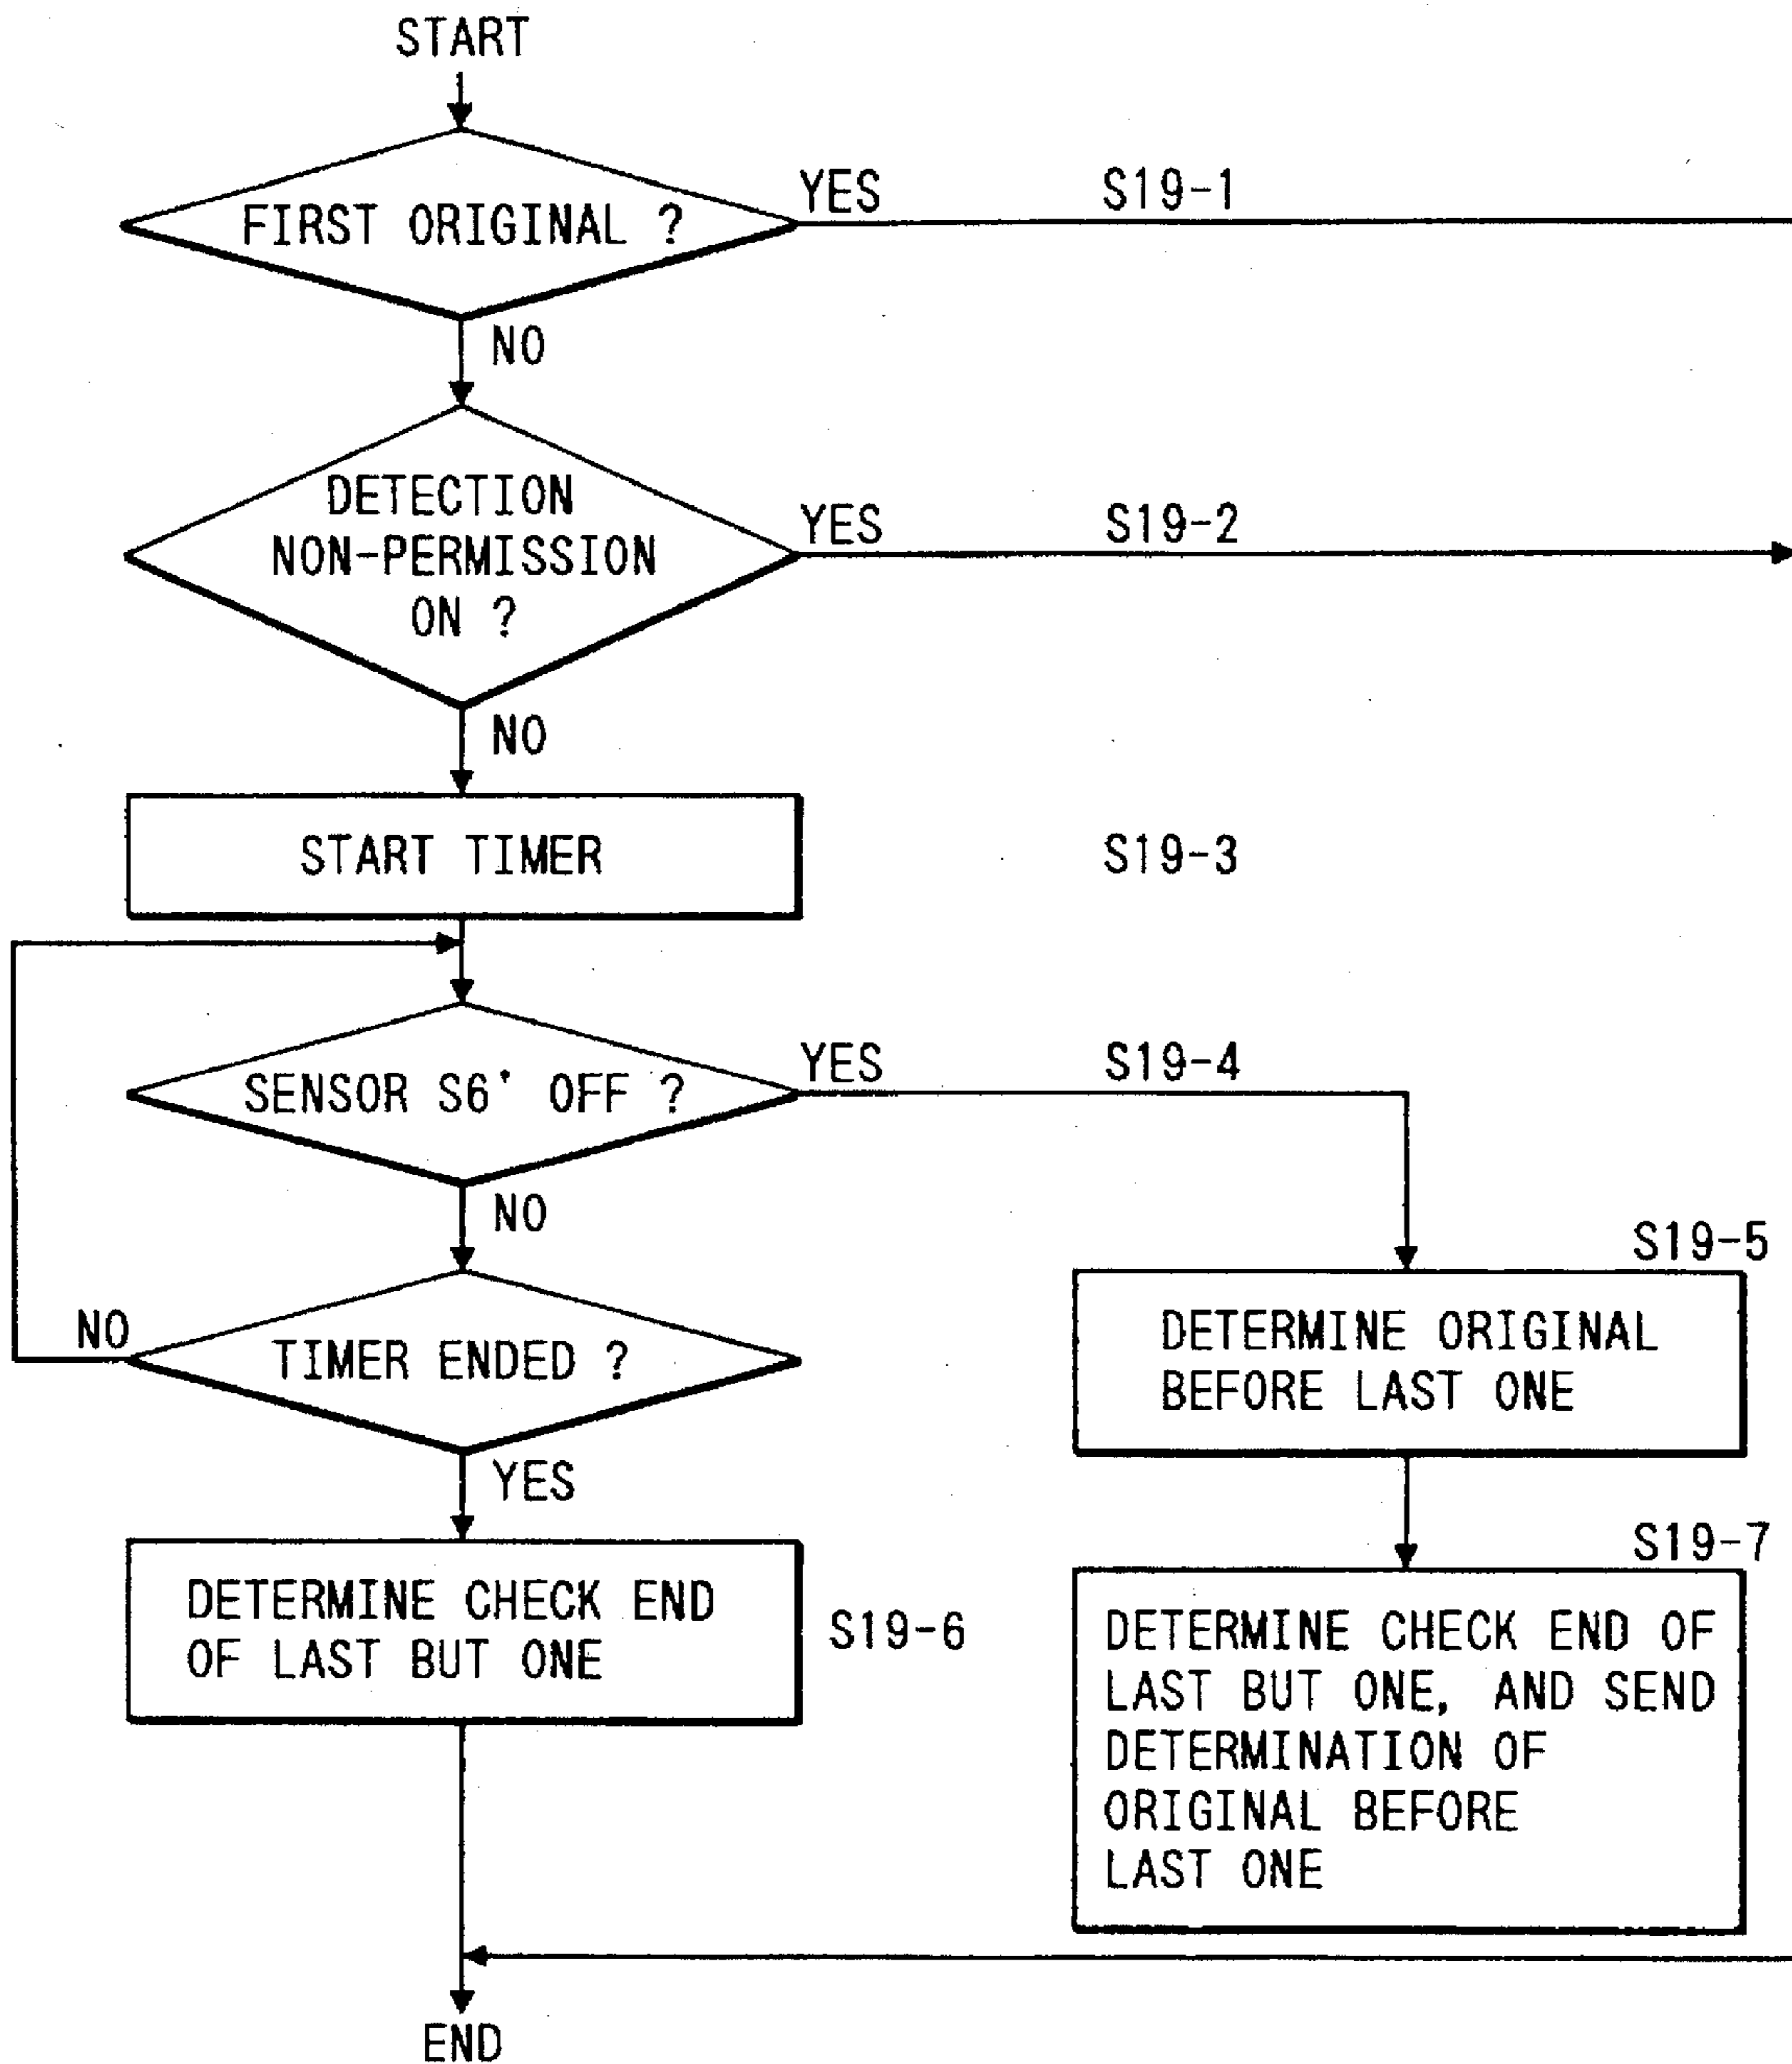 START
FIRST ORIGINAL ?
YES
S19-1
NO
DETECTION
NON-PERMISSION
ON ?
YES
S19-2
NO
START TIMER
S19-3
SENSOR S6' OFF ?
YES
S19-4
NO
S19-5
DETERMINE ORIGINAL
BEFORE LAST ONE
NO
TIMER ENDED ?
YES
DETERMINE CHECK END
OF LAST BUT ONE
S19-6
S19-7
DETERMINE CHECK END OF
LAST BUT ONE, AND SEND
DETERMINATION OF
ORIGINAL BEFORE
LAST ONE
END